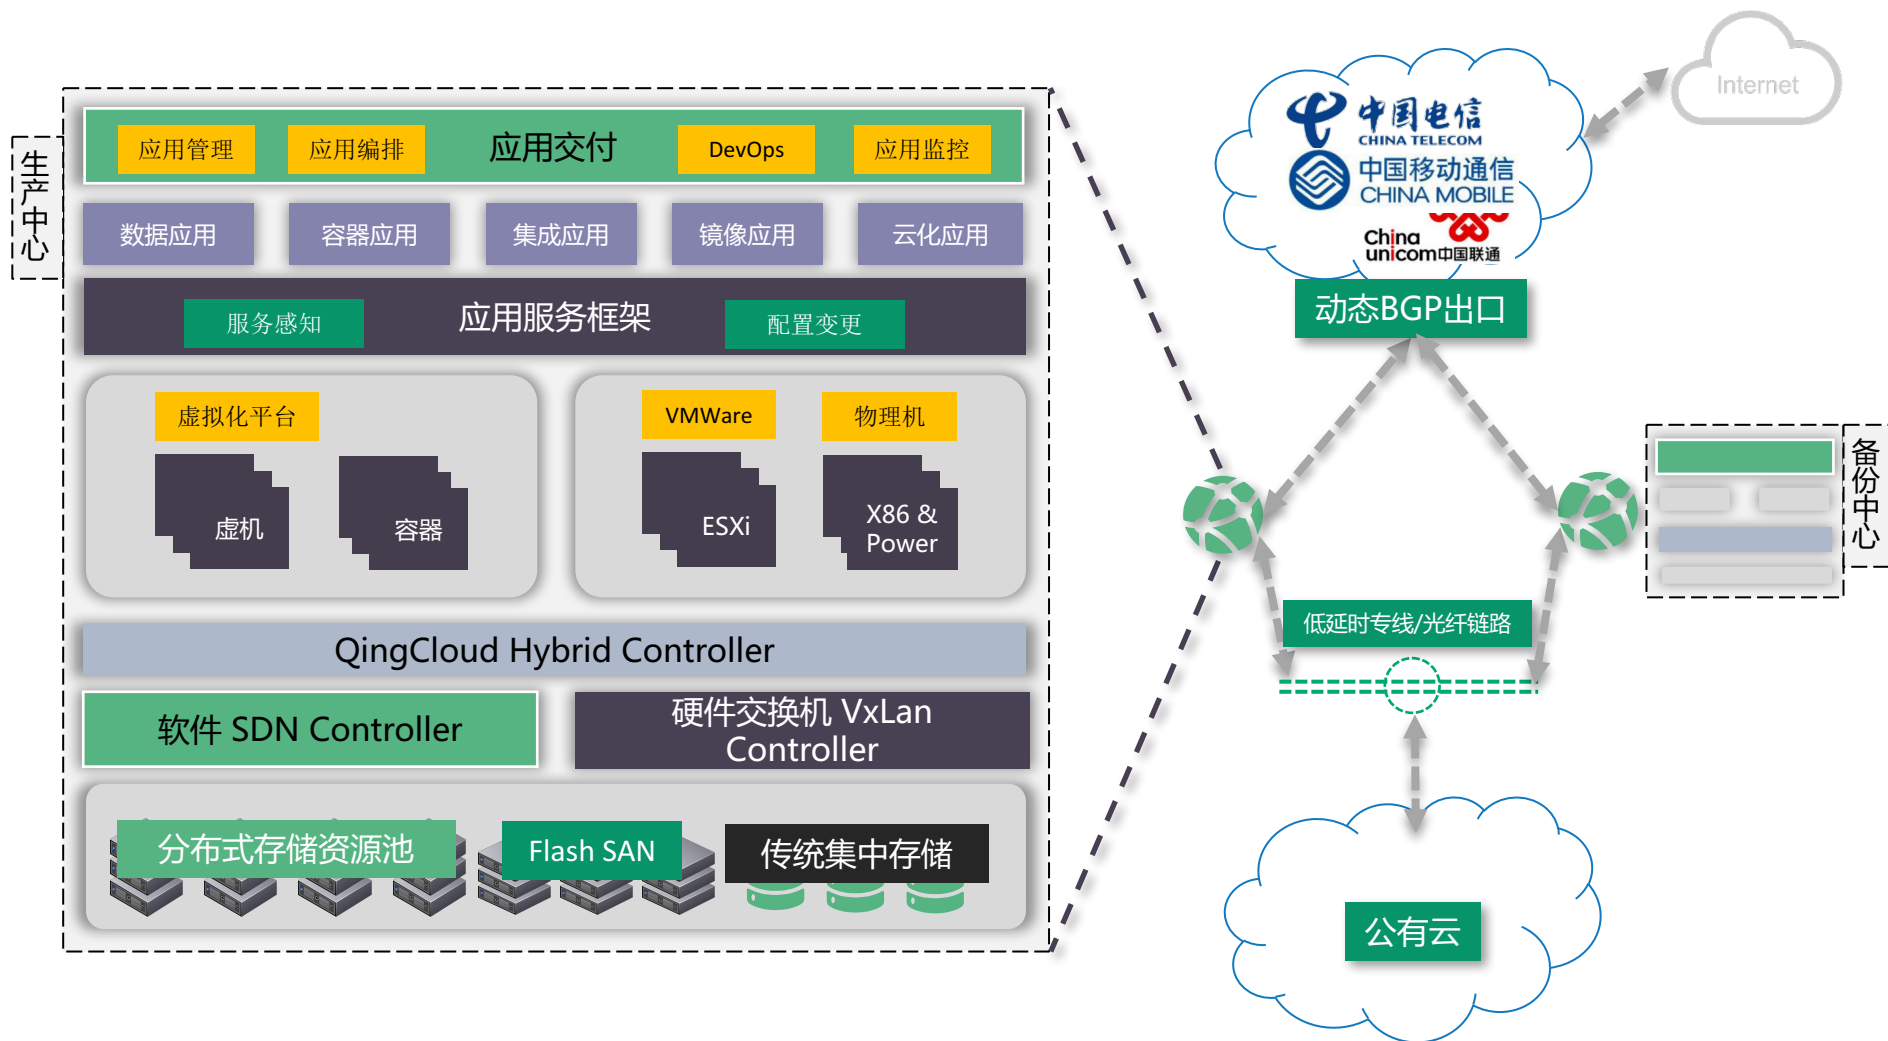 生产中心
应用管理
应用编排
应用交付
DevOps
应用监控
数据应用
容器应用
集成应用
镜像应用
云化应用
服务感知
应用服务框架
配置变更
虚拟化平台
虚机
容器
VMWare
物理机
ESXi
X86 &
Power
QingCloud Hybrid Controller
软件 SDN Controller
硬件交换机 VxLan
Controller
分布式存储资源池
Flash SAN
传统集中存储
Internet
中国电信
CHINA TELECOM
中国移动通信
CHINA MOBILE
China
unicom中国联通
动态BGP出口
备份中心
低延时专线/光纤链路
公有云